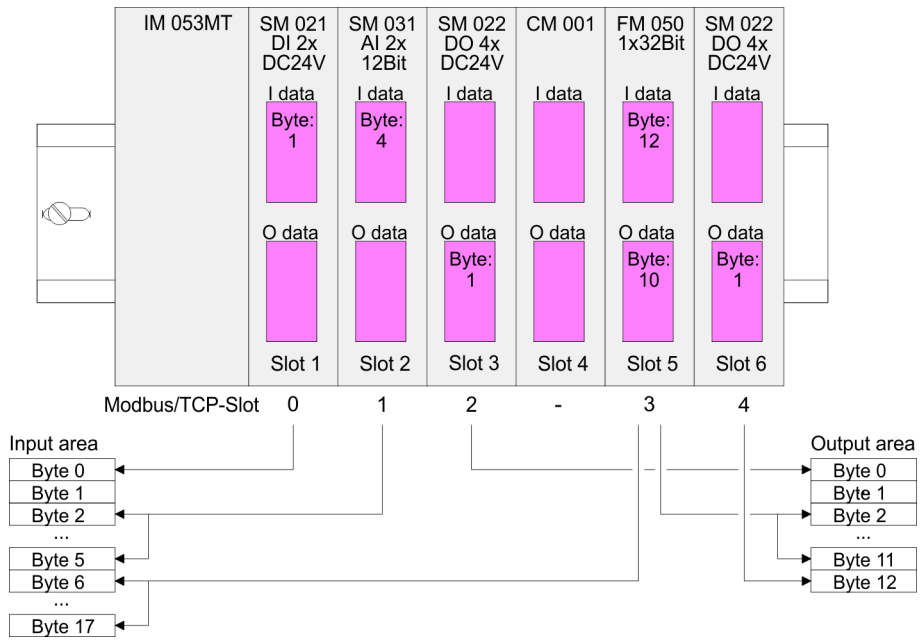 IM 053MT
SM 021
DI 2x
DC24V
SM 031
AI 2x
12Bit
SM 022
DO 4x
DC24V
CM 001
FM 050
1x32Bit
SM 022
DO 4x
DC24V
I data
I data
I data
I data
I data
I data
Byte:
1
Byte:
4
Byte:
12
O data
O data
O data
O data
O data
O data
Byte:
1
Byte:
10
Byte:
1
Slot 1
Slot 2
Slot 3
Slot 4
Slot 5
Slot 6
Modbus/TCP-Slot 0 1 2 - 3 4
Input area
Byte 0
Byte 1
Byte 2
...
Byte 5
Byte 6
...
Byte 17
Output area
Byte 0
Byte 1
Byte 2
...
Byte 11
Byte 12